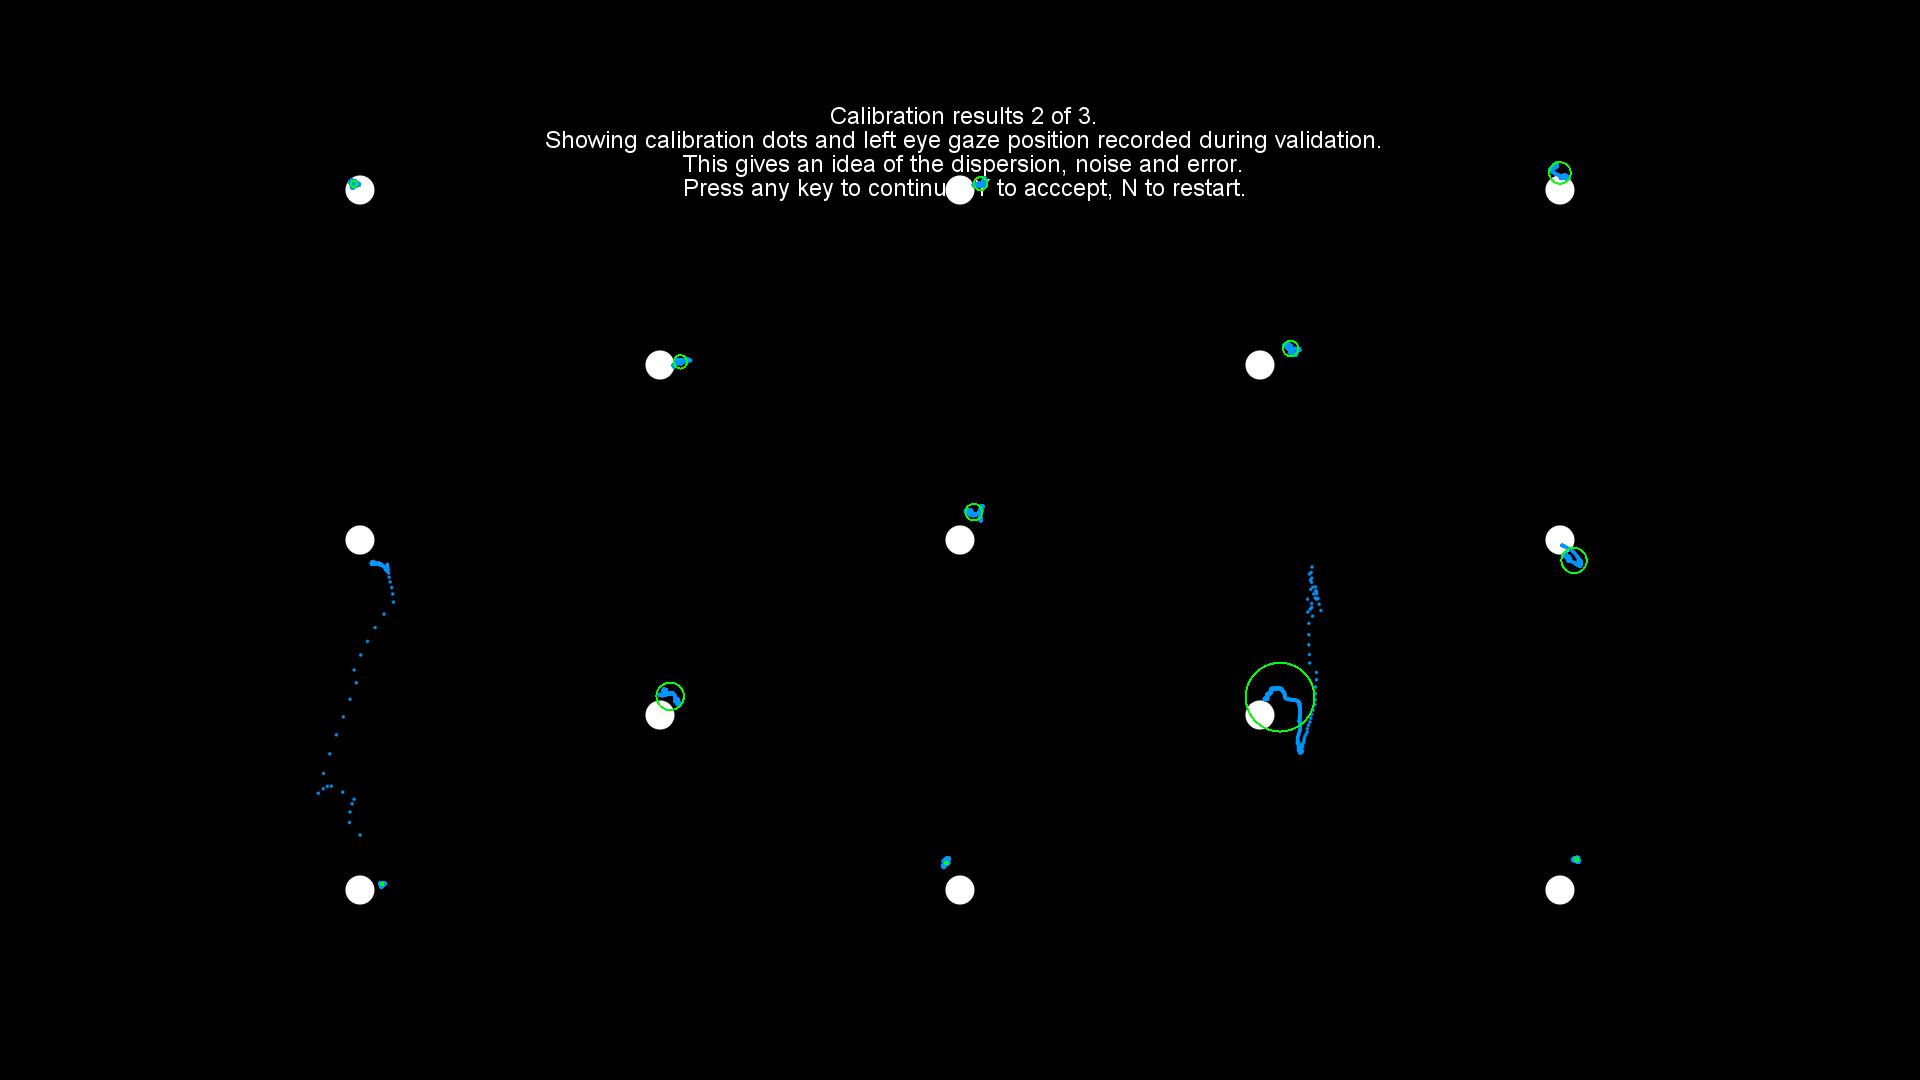 Calibration results 2 of 3.
Showing calibration dots and left eye gaze position recorded during validation.
This gives an idea of the dispersion, noise and error.
Press any key to continu Y to acccept, N to restart.